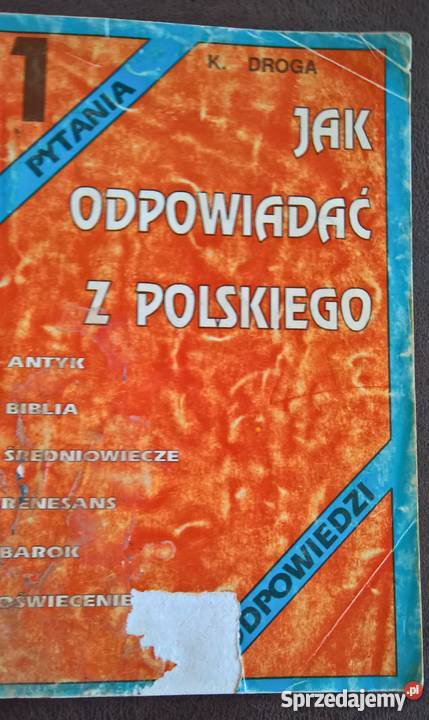 1
K. DROGA
PYTANIA
JAK
ODPOWIADAĆ
Z POLSKIEGO
ANTYK
BIBLIA
ŚREDNIOWIECZE
RENESANS
BAROK
OŚWIECENIE
ODPOWIEDZI
Sprzedajemy.pl